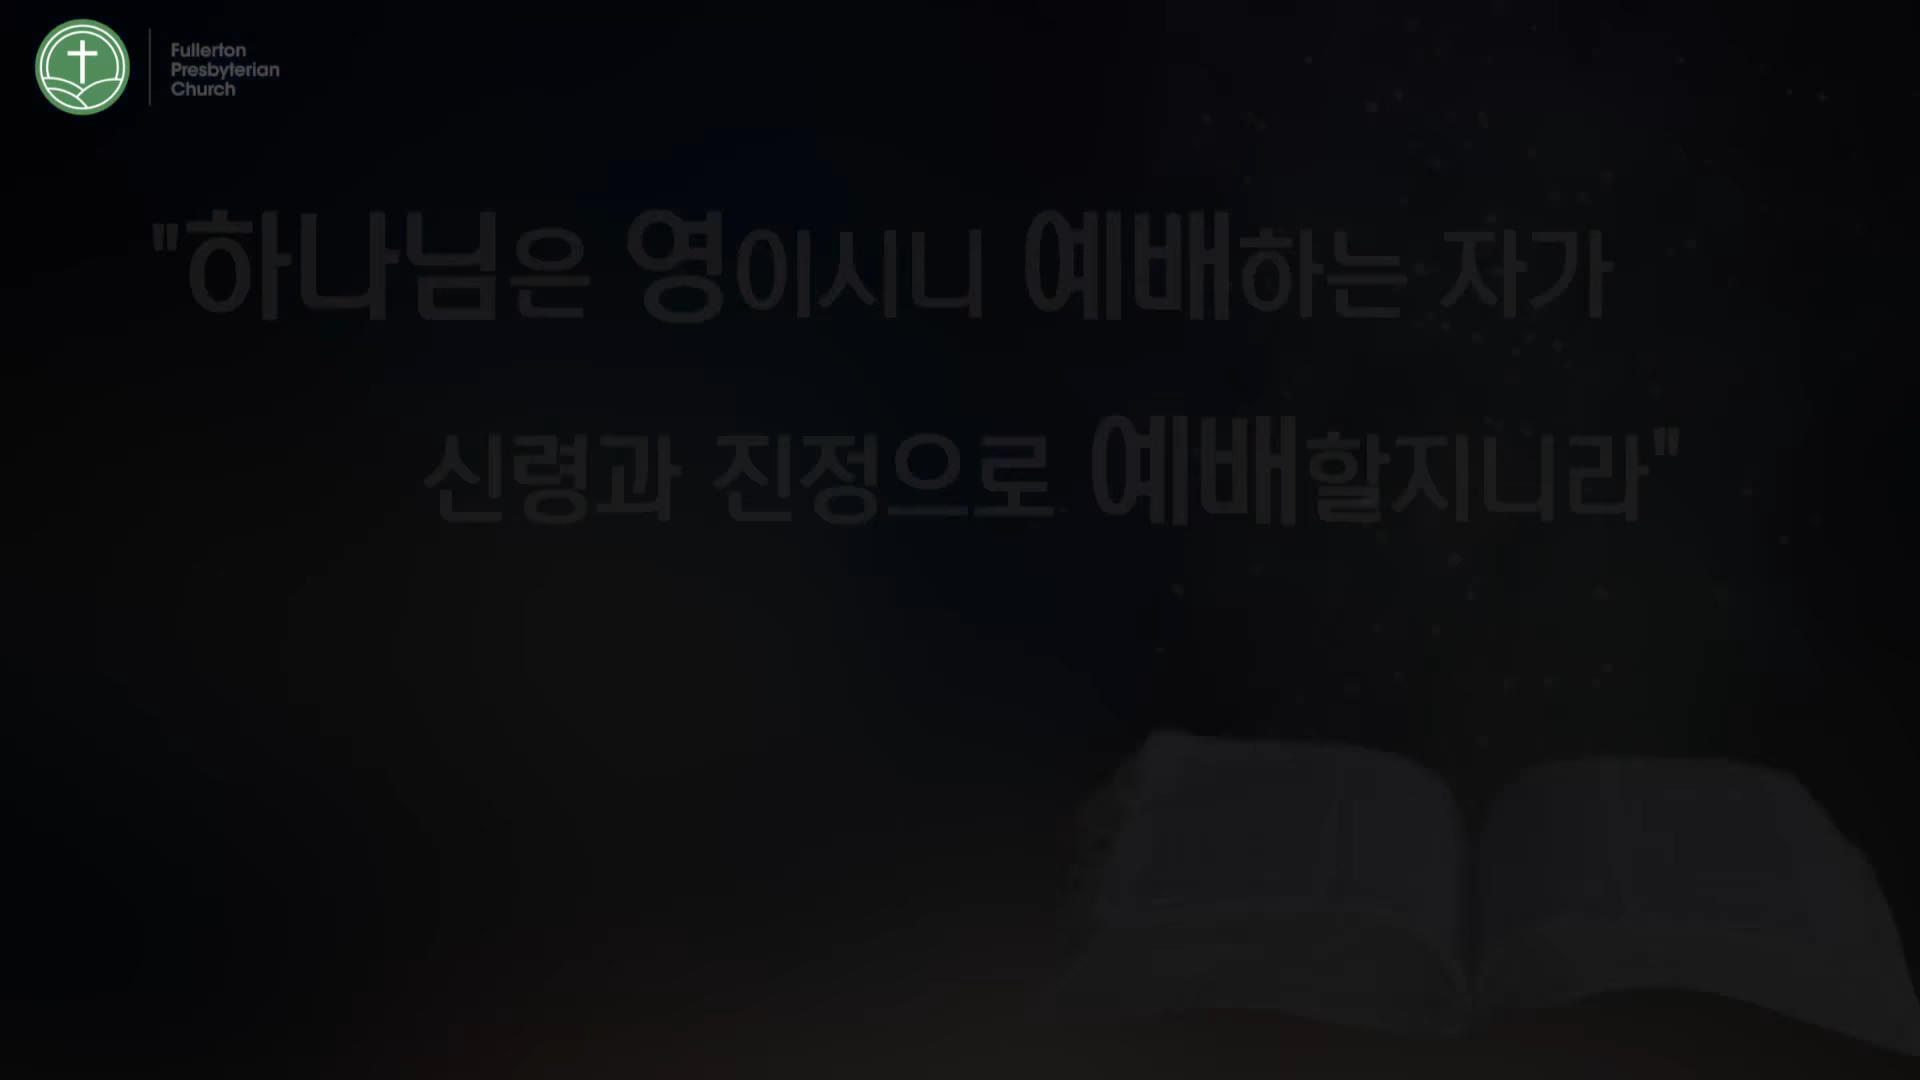 Fullerton
Presbyterian
Church
"하나님은 영이시니 예배하는 자가
신령과 진정으로 예배할지니라"